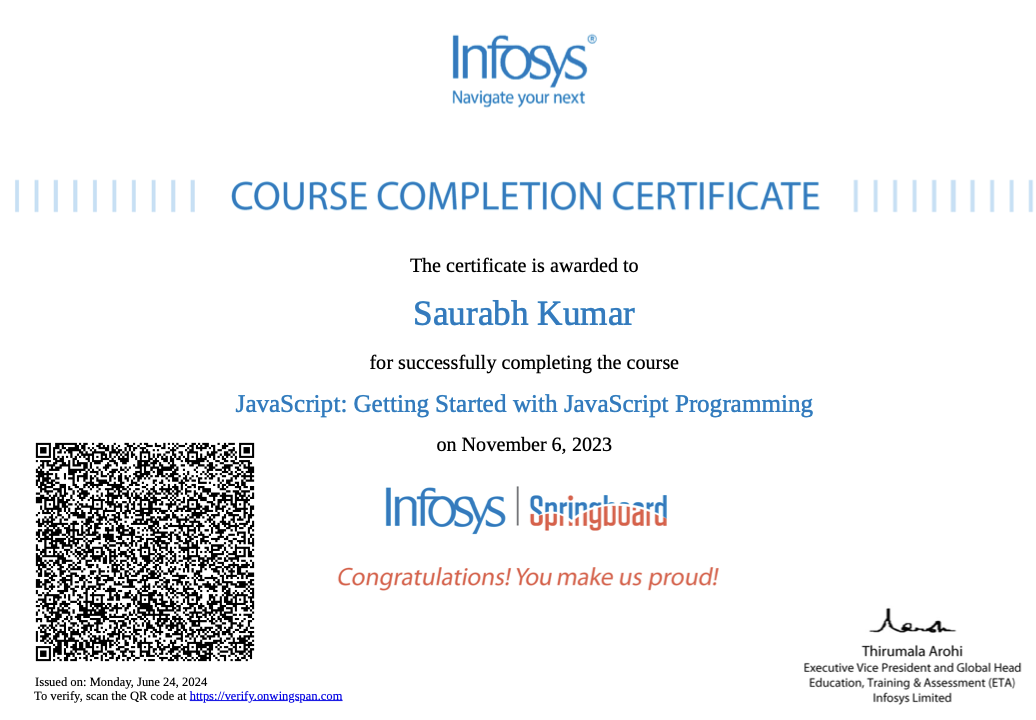 Infosys®
Navigate your next
COURSE COMPLETION CERTIFICATE
The certificate is awarded to
Saurabh Kumar
for successfully completing the course
JavaScript: Getting Started with JavaScript Programming
on November 6, 2023
Infosys | Springboard
Congratulations! You make us proud!
Thirumala Arohi
Executive Vice President and Global Head
Education, Training & Assessment (ETA)
Infosys Limited
Issued on: Monday, June 24, 2024
To verify, scan the QR code at https://verify.onwingspan.com